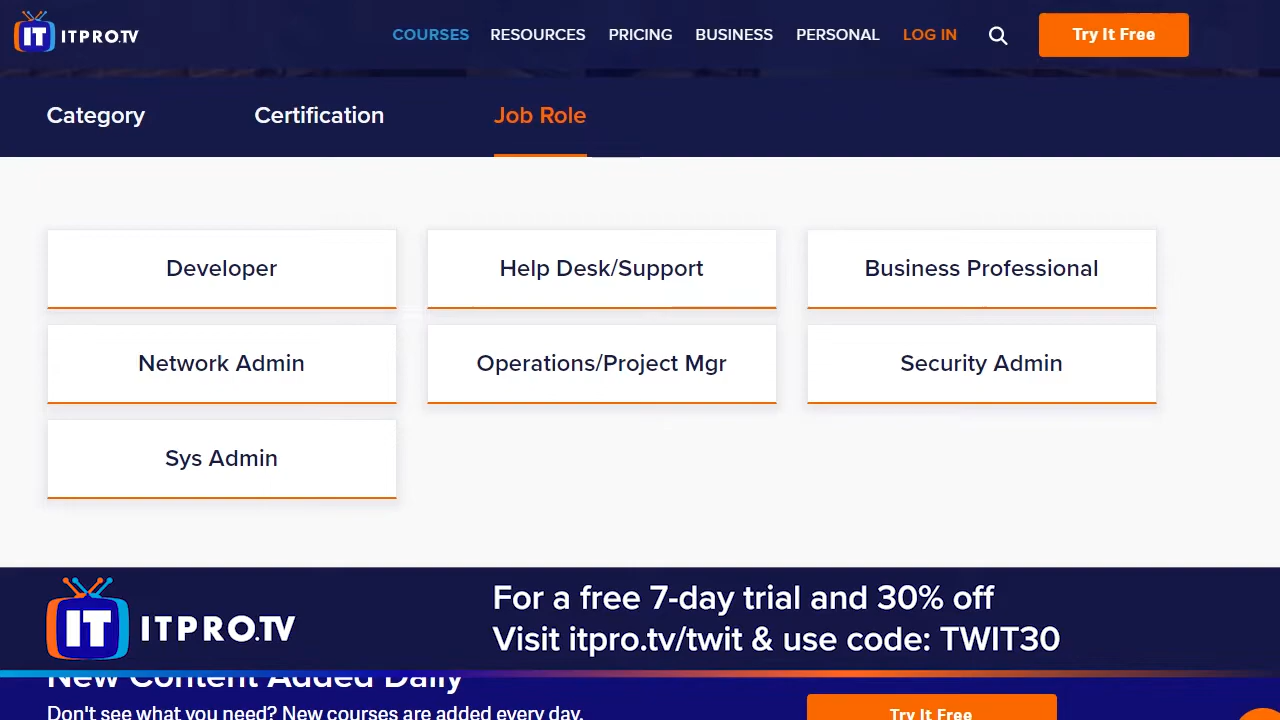 IT ITPRO.TV
COURSES RESOURCES PRICING BUSINESS PERSONAL LOG IN Try It Free
Category Certification Job Role
Developer Help Desk/Support Business Professional
Network Admin Operations/Project Mgr Security Admin
Sys Admin
IT ITPRO.TV
For a free 7-day trial and 30% off
Visit itpro.tv/twit & use code: TWIT30
New Content Added Daily
Don't see what you need? New courses are added every day.
Try It Free